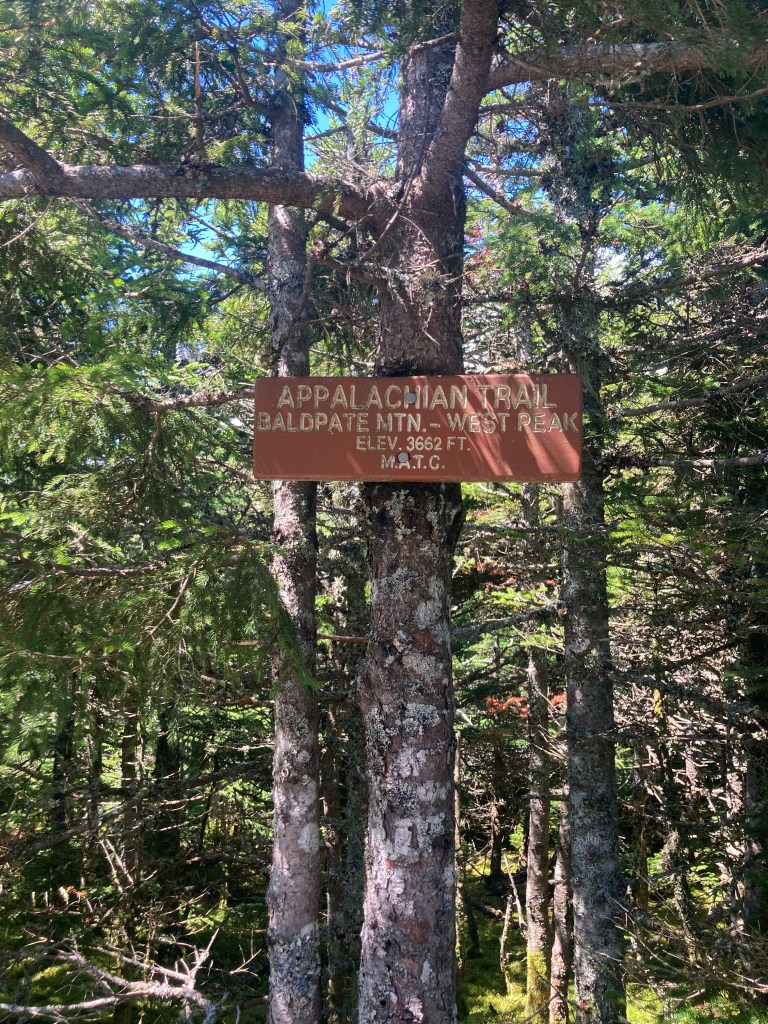 APPALACHIAN TRAIL
BALDPATE MTN. - WEST PEAK
ELEV. 3662 FT.
M.A.T.C.